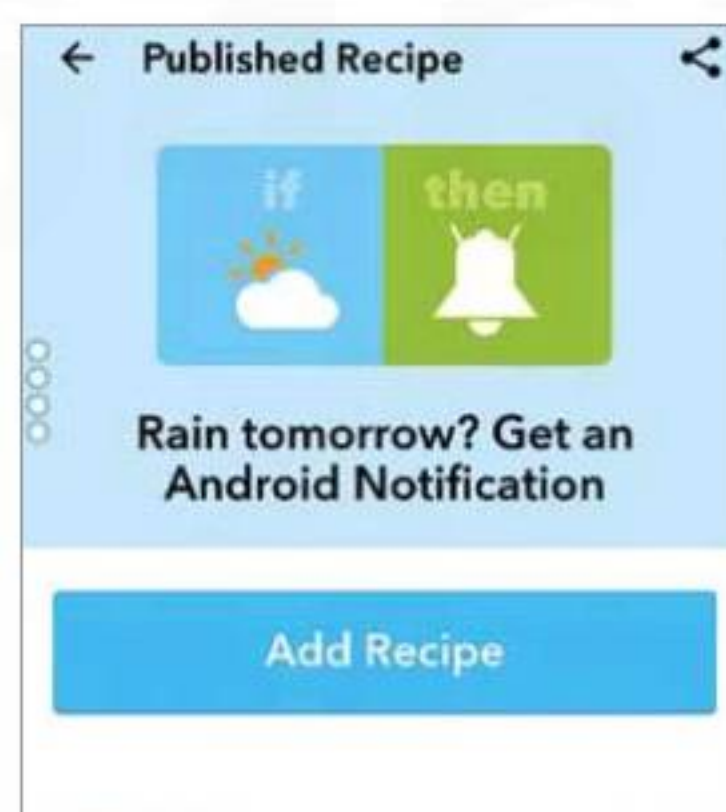 Published Recipe
if then
Rain tomorrow? Get an
Android Notification
Add Recipe